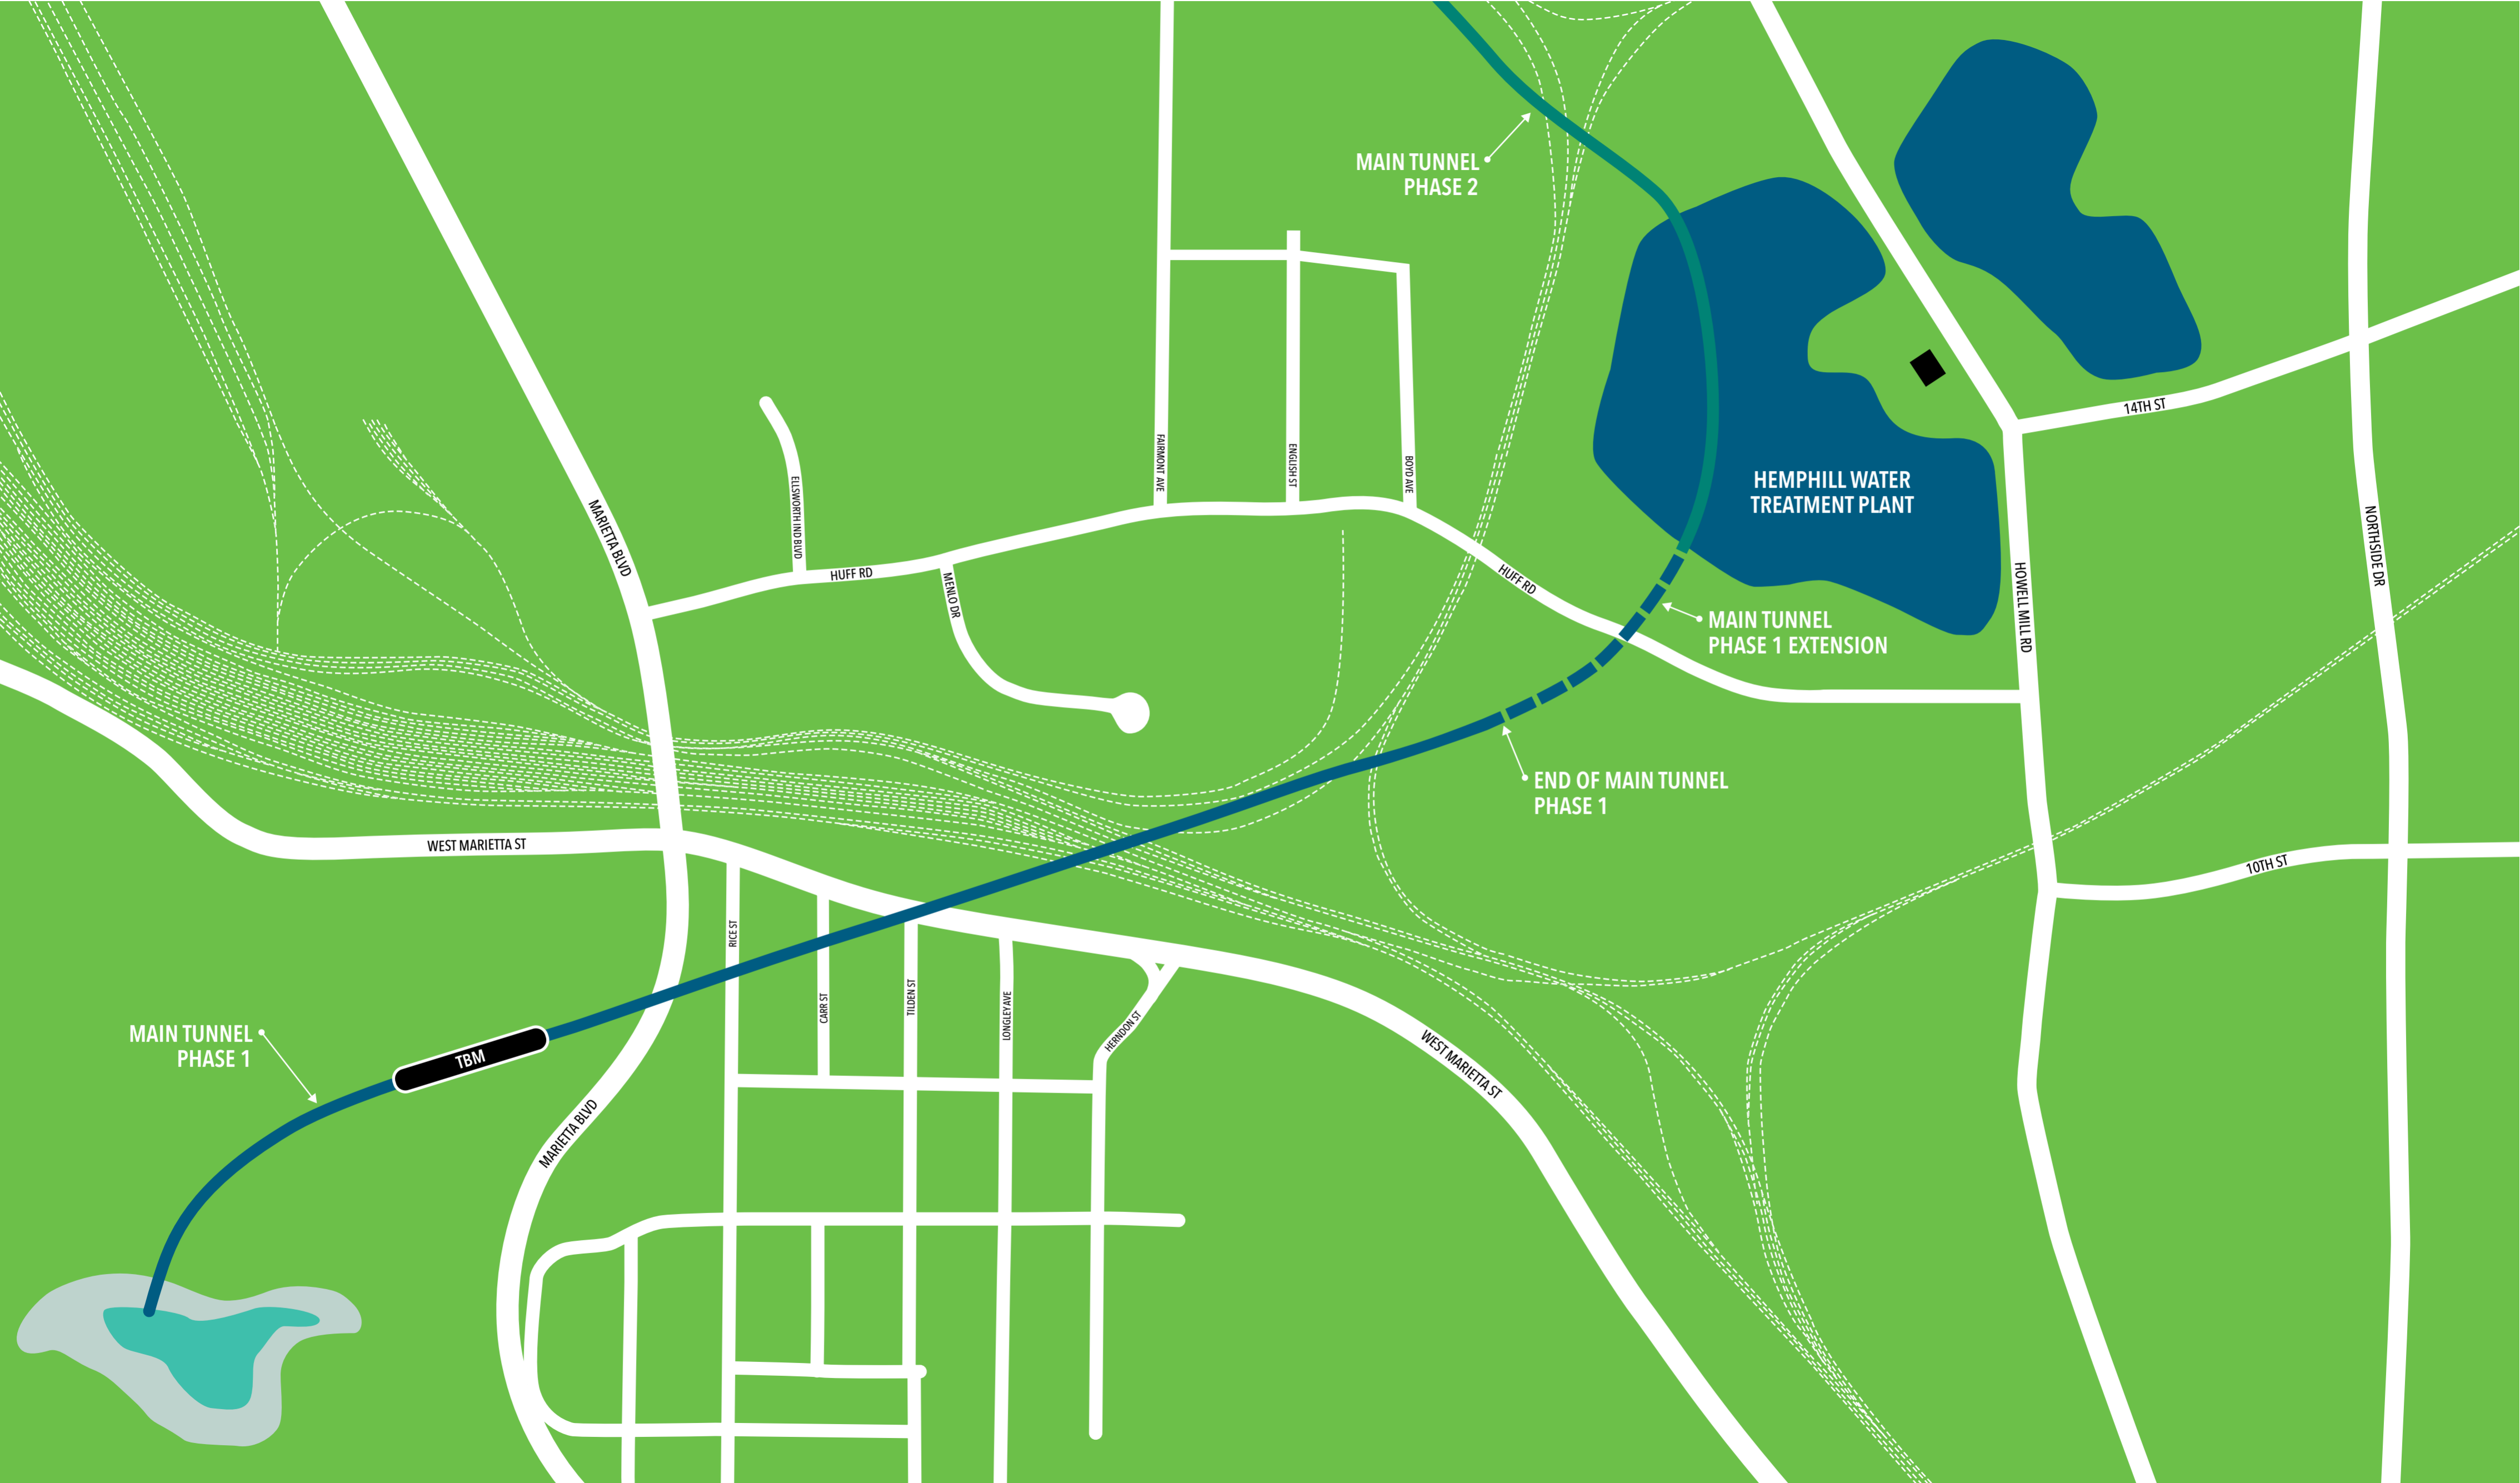 MAIN TUNNEL
PHASE 2
14TH ST
MARIETTA BLVD
ELLSWORTH IND BLVD
FAIRMONT AVE
ENGLISH ST
BOYD AVE
HEMPHILL WATER
TREATMENT PLANT
NORTHSIDE DR
HUFF RD
MENLO DR
HUFF RD
HOWELL MILL RD
MAIN TUNNEL
PHASE 1 EXTENSION
END OF MAIN TUNNEL
PHASE 1
WEST MARIETTA ST
10TH ST
RICE ST
CARR ST
TILDEN ST
LONGLEY AVE
HERNDON ST
MAIN TUNNEL
PHASE 1
TBM
WEST MARIETTA ST
MARIETTA BLVD